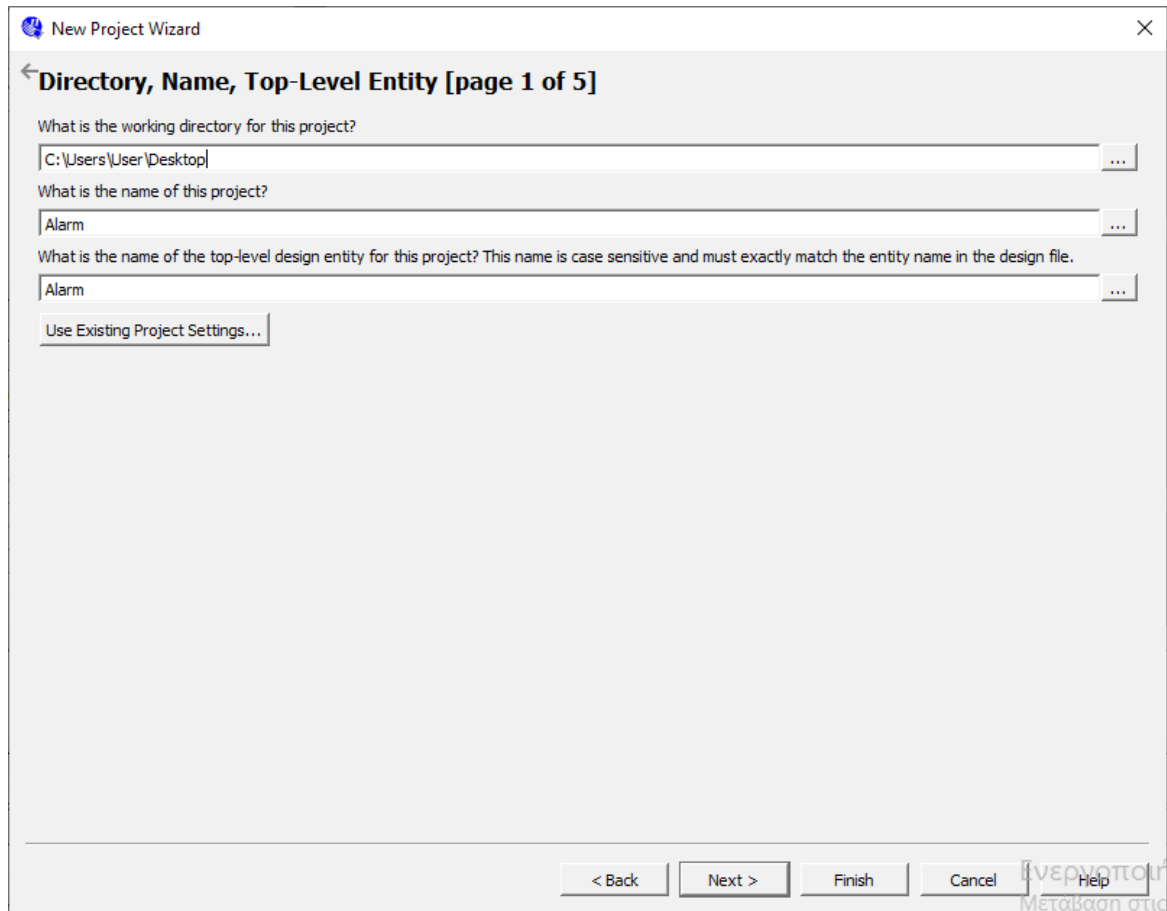 New Project Wizard
Directory, Name, Top-Level Entity [page 1 of 5]
What is the working directory for this project?
C:\Users\User\Desktop
...
What is the name of this project?
Alarm
...
What is the name of the top-level design entity for this project? This name is case sensitive and must exactly match the entity name in the design file.
Alarm
...
Use Existing Project Settings...
< Back
Next >
Finish
Cancel
Help
Μετάβαση στις